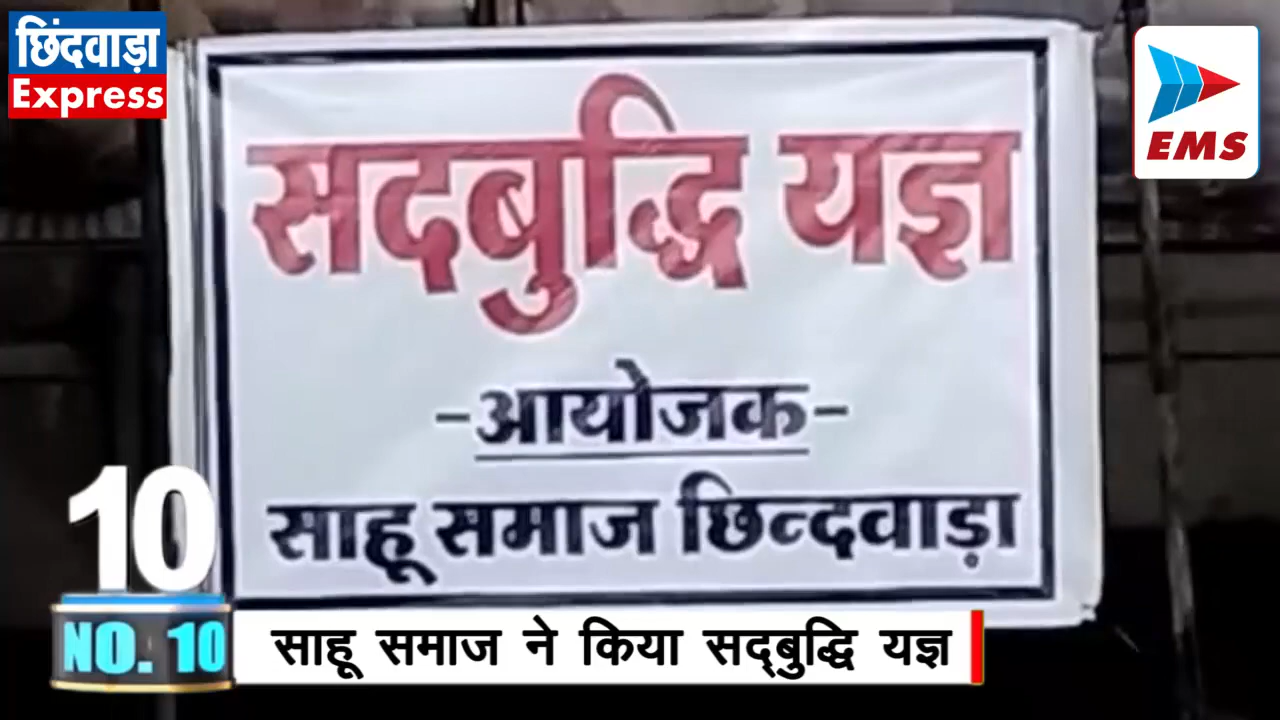 छिंदवाड़ा
Express
EMS
सदबुद्धि यज्ञ
-आयोजक-
साहू समाज छिन्दवाड़ा
10
NO. 10
साहू समाज ने किया सद्‌बुद्धि यज्ञ